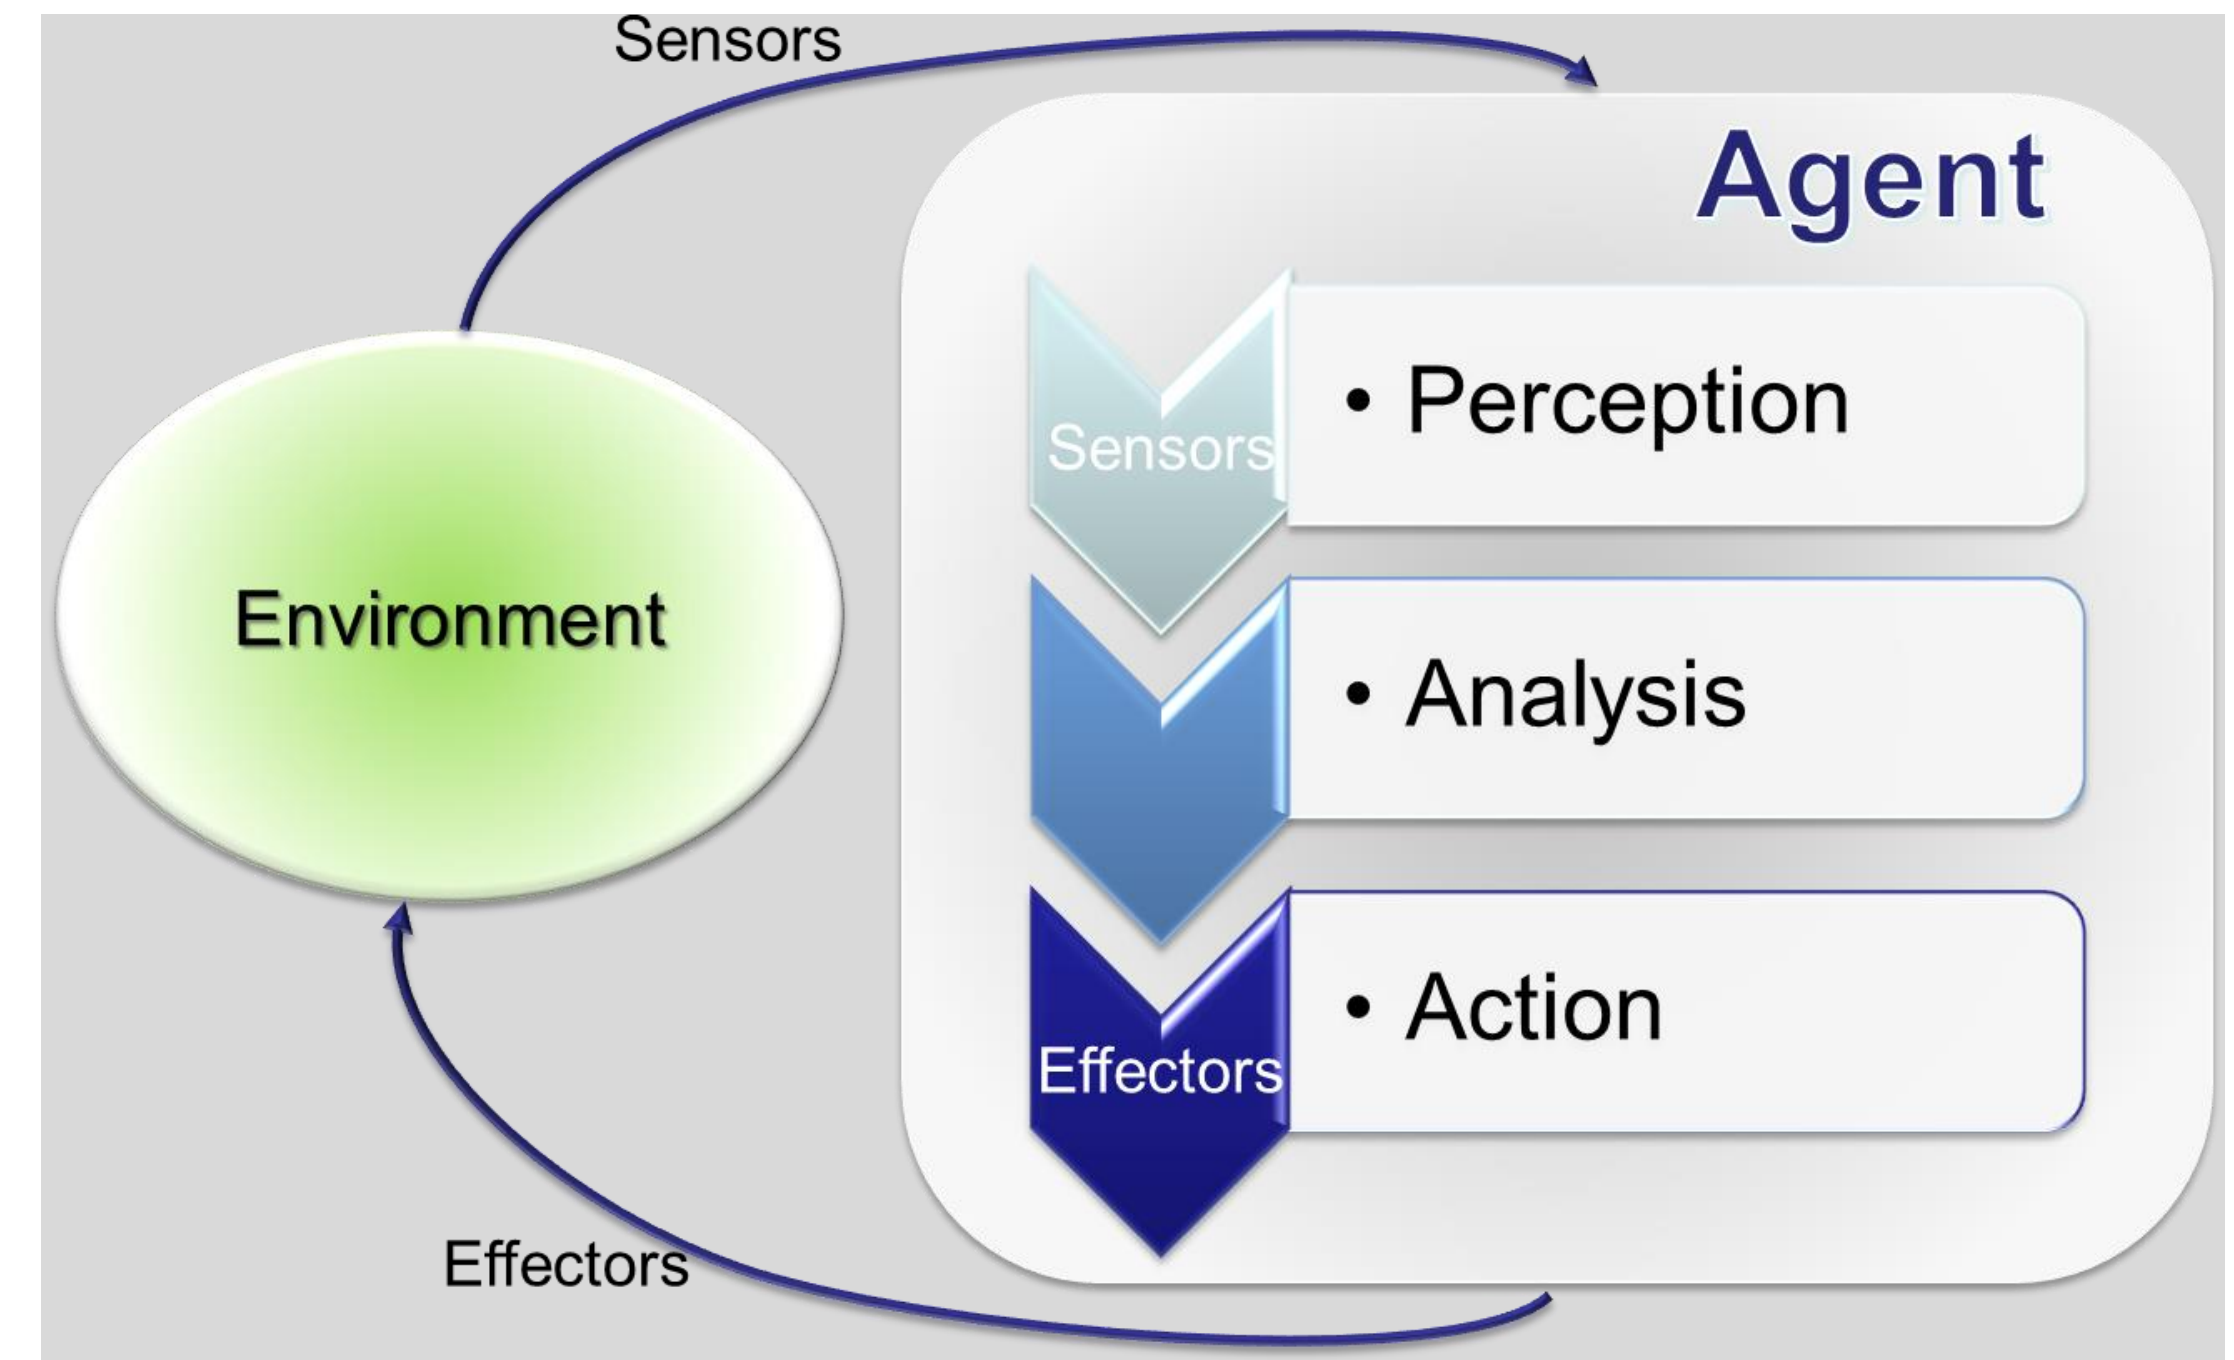 Sensors
Agent
Sensors
• Perception
Environment
• Analysis
Effectors
• Action
Effectors